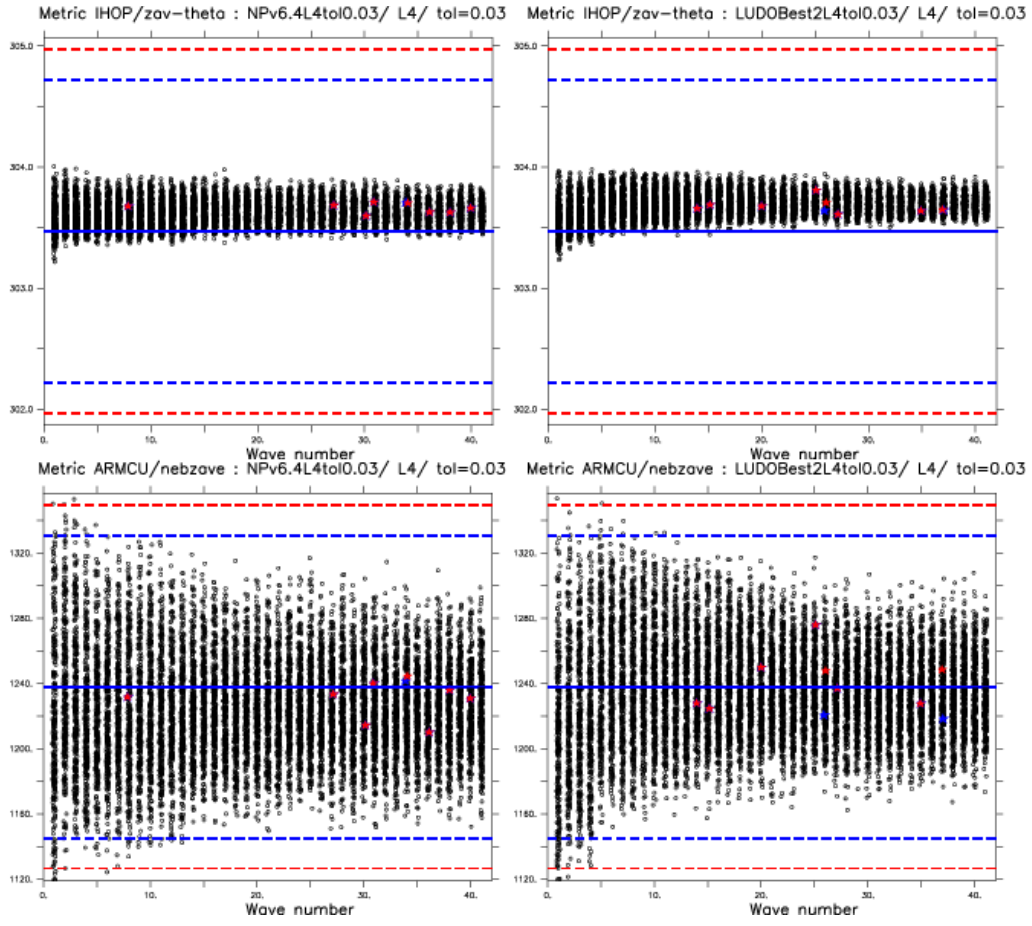 Metric IHOP/zav-theta : NPv6.4L4tol0.03/ L4/ tol=0.03
305.0
304.0
303.0
302.0
0. 10. 20. 30. 40.
Wave number
Metric IHOP/zav-theta : LUDOBest2L4tol0.03/ L4/ tol=0.03
305.0
304.0
303.0
302.0
0. 10. 20. 30. 40.
Wave number
Metric ARMCU/nebzave : NPv6.4L4tol0.03/ L4/ tol=0.03
1320.
1280.
1240.
1200.
1160.
1120.
0. 10. 20. 30. 40.
Wave number
Metric ARMCU/nebzave : LUDOBest2L4tol0.03/ L4/ tol=0.03
1320.
1280.
1240.
1200.
1160.
1120.
0. 10. 20. 30. 40.
Wave number